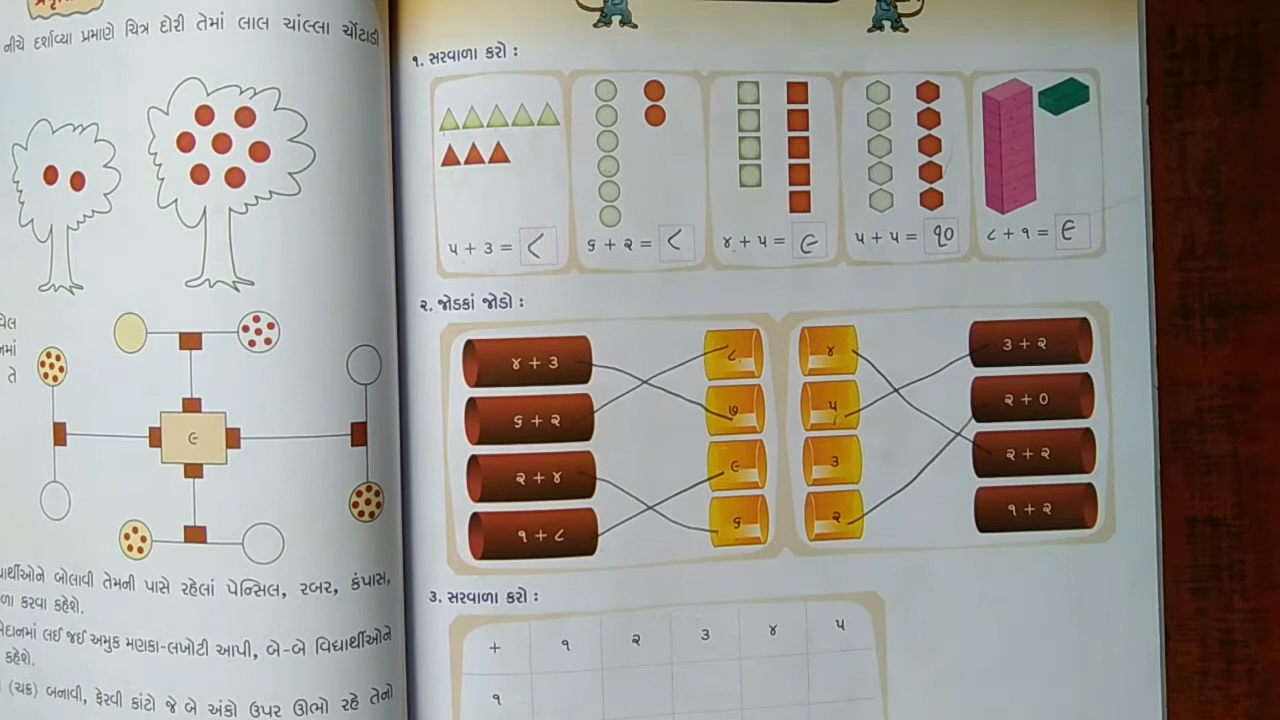 નીચે દર્શાવ્યા પ્રમાણે ચિત્ર દોરી તેમાં લાલ ચાંલ્લા ચોંટાડી
તે
૯
બોલાવી તેમની પાસે રહેલાં પેન્સિલ, રબર, કંપાસ,
કરવા કહેશે.
લઈ જઈ અમુક મણકા-લખોટી આપી, બે-બે વિદ્યાર્થીઓને
કહેશે.
(ચક્ર) બનાવી, ફેરવી કાંટો જે બે અંકો ઉપર ઊભો રહે તેનો
૧. સરવાળા કરો :
૫ + ૩ = ૮
૬ + ૨ = ૮
૪ + ૫ = ૯
૫ + ૫ = ૧૦
૮ + ૧ = ૯
૨. જોડકાં જોડો :
૪ + ૩ ૮ ૪ ૩ + ૨
૬ + ૨ ૭ ૫ ૨ + ૦
૨ + ૪ ૯ ૩ ૨ + ૨
૧ + ૮ ૬ ૨ ૧ + ૨
૩. સરવાળા કરો :
+ ૧ ૨ ૩ ૪ ૫
૧